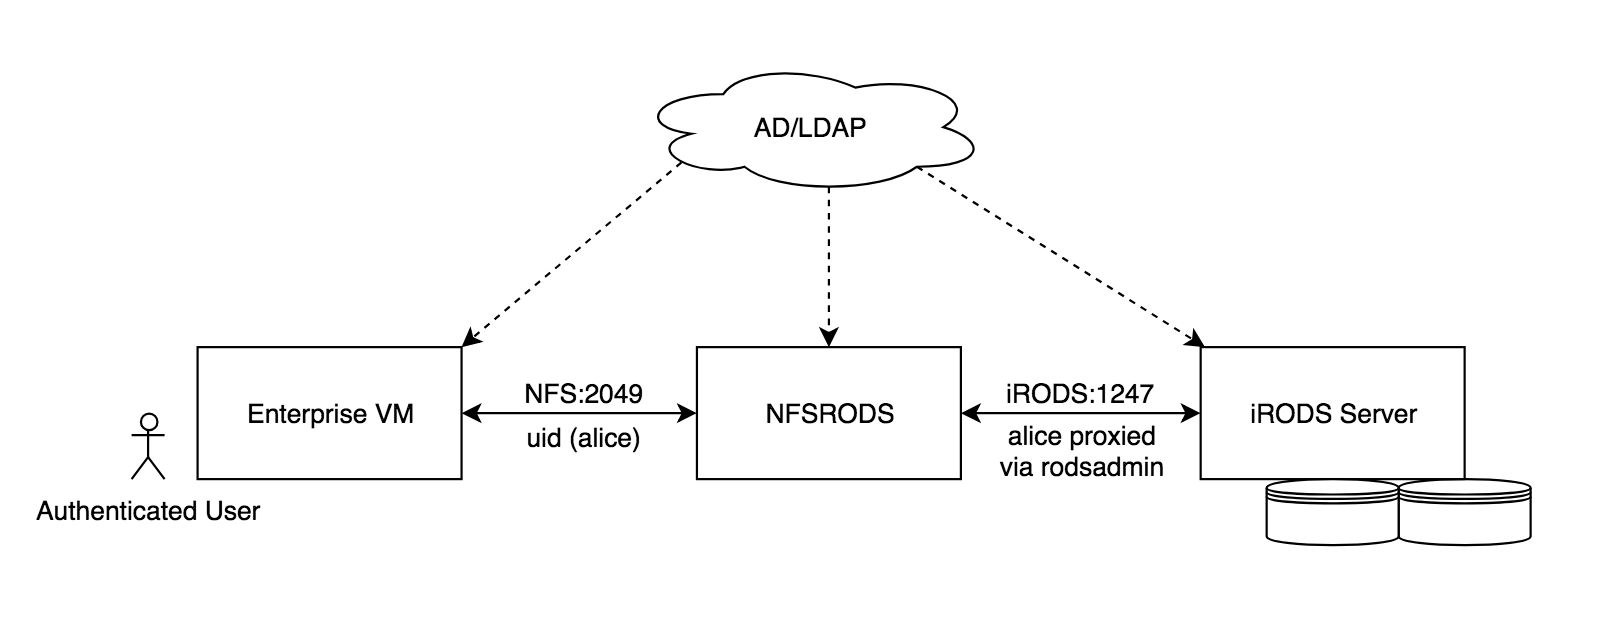 AD/LDAP
Enterprise VM
NFS:2049
uid (alice)
NFSRODS
iRODS:1247
alice proxied
via rodsadmin
iRODS Server
Authenticated User